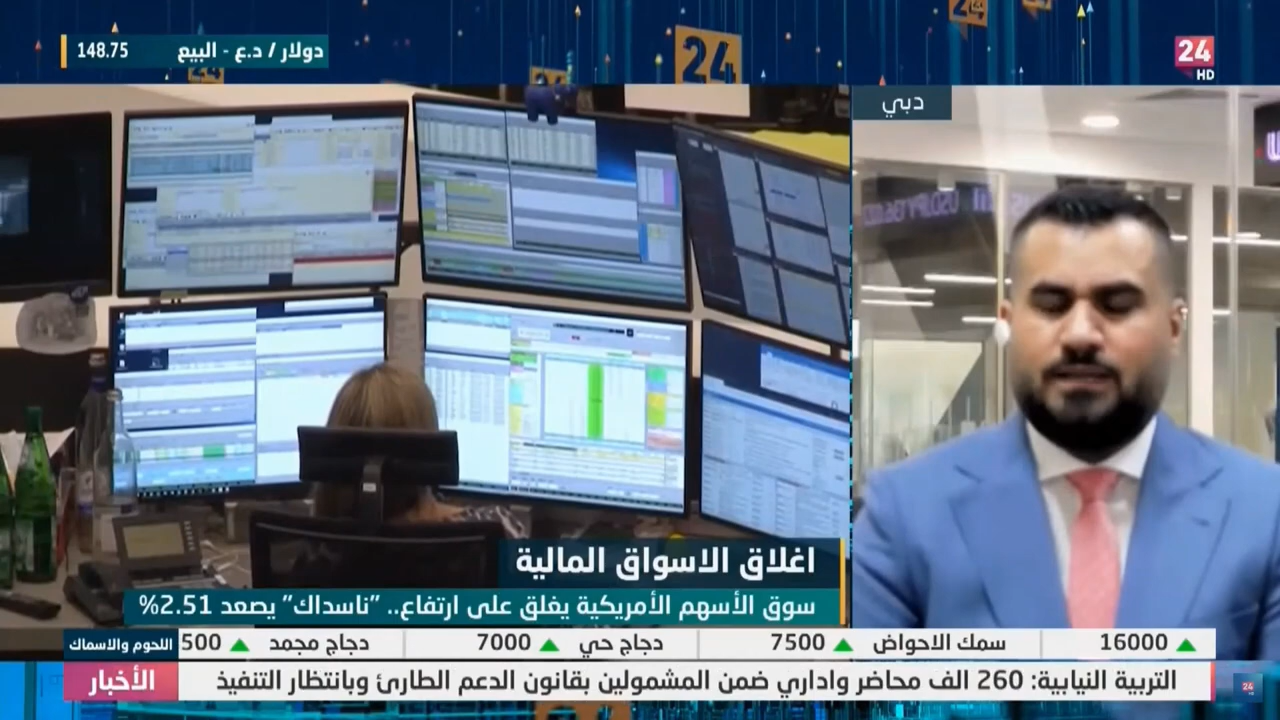 دولار / د.ع - البيع 148.75
24
24
HD
دبي
اغلاق الاسواق المالية
سوق الأسهم الأمريكية يغلق على ارتفاع.. "ناسداك" يصعد 2.51%
16000
سمك الاحواض 7500
دجاج حي 7000
دجاج مجمد 500
اللحوم والاسماك
التربية النيابية: 260 الف محاضر واداري ضمن المشمولين بقانون الدعم الطارئ وبانتظار التنفيذ
الأخبار
24